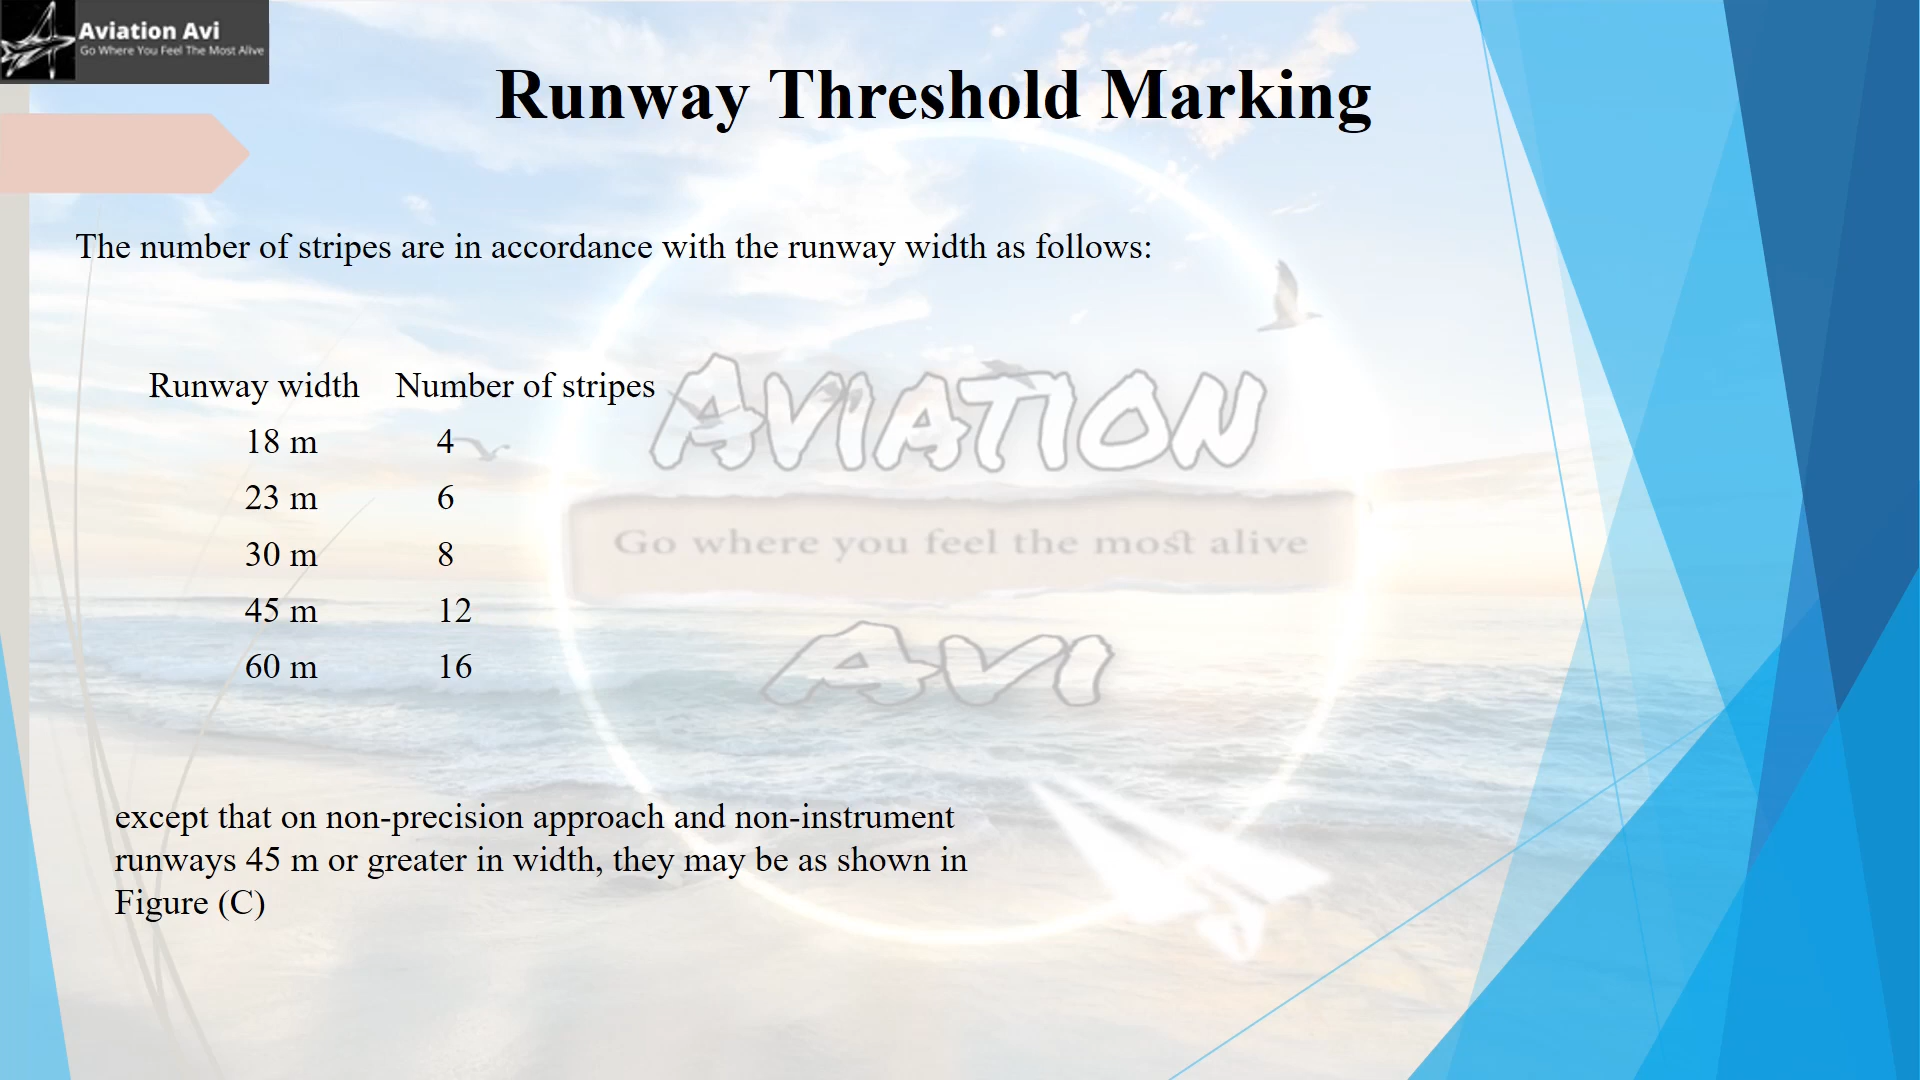 Aviation Avi
Go Where You Feel The Most Alive
Runway Threshold Marking
The number of stripes are in accordance with the runway width as follows:
Runway width Number of stripes
18 m 4
23 m 6
30 m 8
45 m 12
60 m 16
AVIATION
Go where you feel the most alive
AVI
except that on non-precision approach and non-instrument
runways 45 m or greater in width, they may be as shown in
Figure (C)